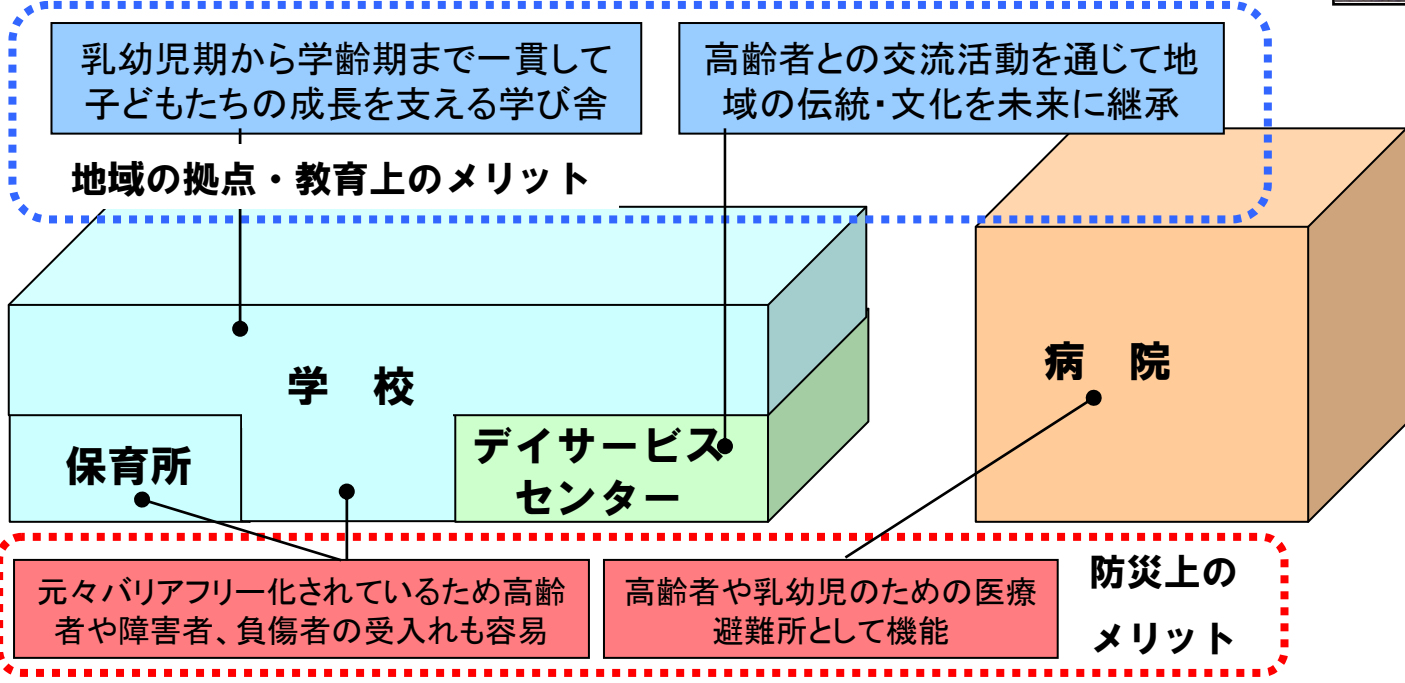 乳幼児期から学齢期まで一貫して
子どもたちの成長を支える学び舎
高齢者との交流活動を通じて地
域の伝統・文化を未来に継承
地域の拠点・教育上のメリット
学　校
病　院
保育所
デイサービス
センター
元々バリアフリー化されているため高齢
者や障害者、負傷者の受入れも容易
高齢者や乳幼児のための医療
避難所として機能
防災上の
メリット